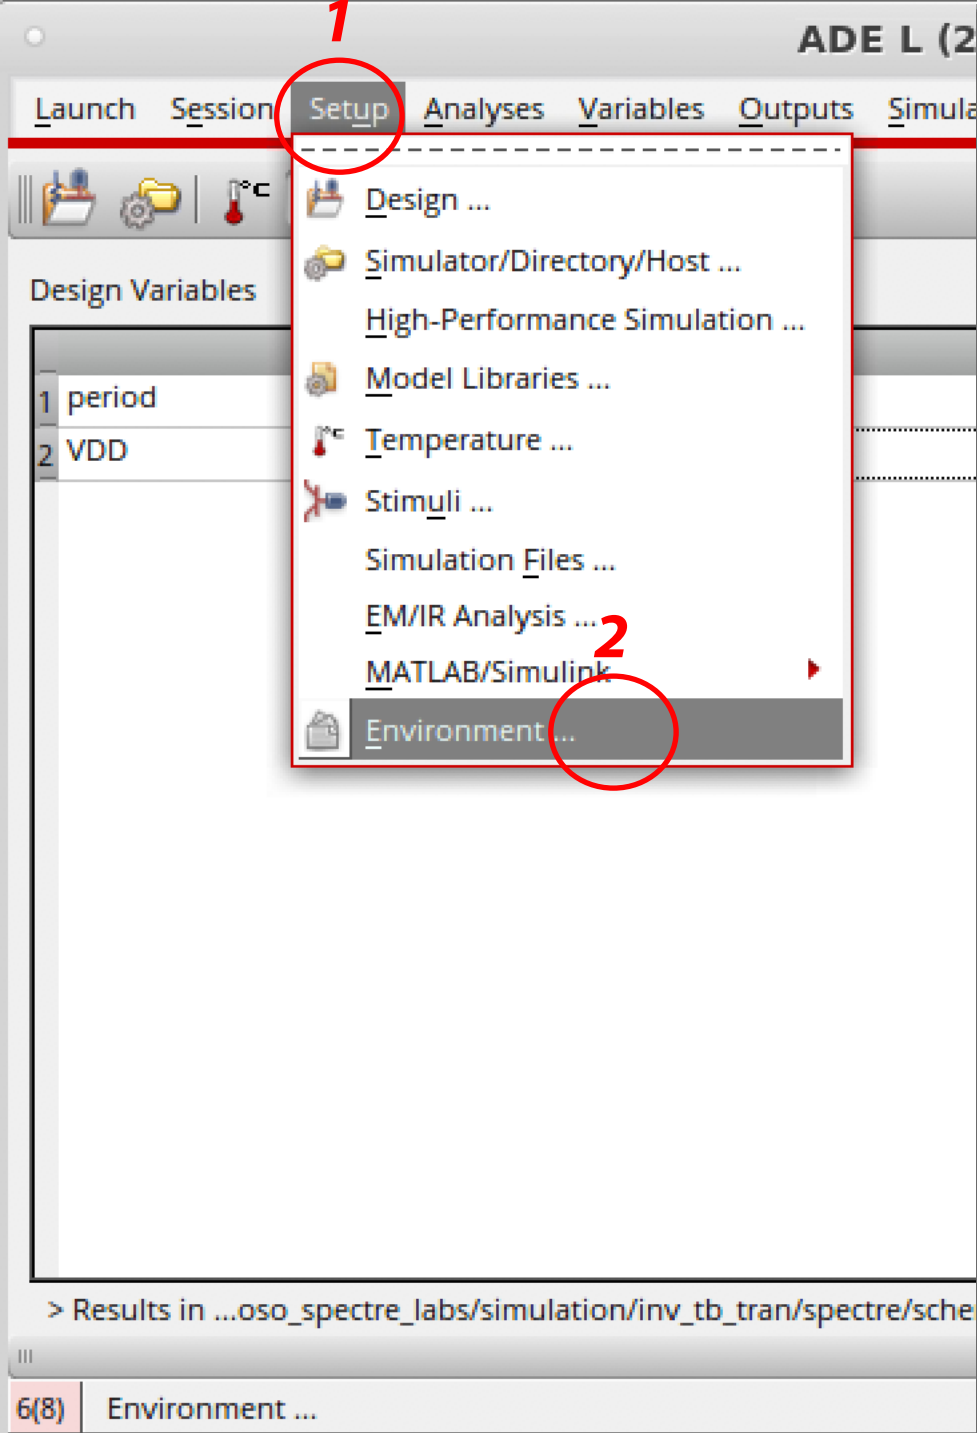 1
ADE L (2
Launch Session Setup Analyses Variables Outputs Simula
°C
Design ...
Simulator/Directory/Host ...
Design Variables
High-Performance Simulation ...
Model Libraries ...
1 period
°C Temperature ...
2 VDD
Stimuli ...
Simulation Files ...
EM/IR Analysis ...
2
MATLAB/Simulink
Environment ...
> Results in ...oso_spectre_labs/simulation/inv_tb_tran/spectre/sche
6(8) Environment ...